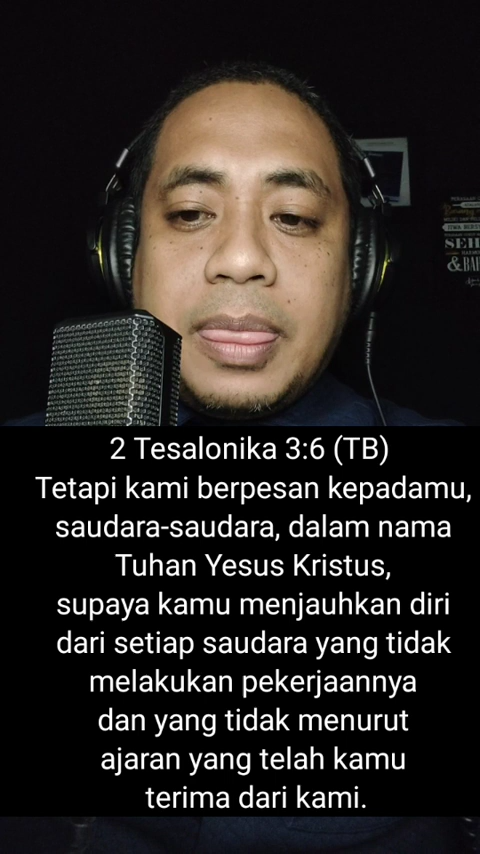 SEH
& BAH
2 Tesalonika 3:6 (TB)
Tetapi kami berpesan kepadamu,
saudara-saudara, dalam nama
Tuhan Yesus Kristus,
supaya kamu menjauhkan diri
dari setiap saudara yang tidak
melakukan pekerjaannya
dan yang tidak menurut
ajaran yang telah kamu
terima dari kami.